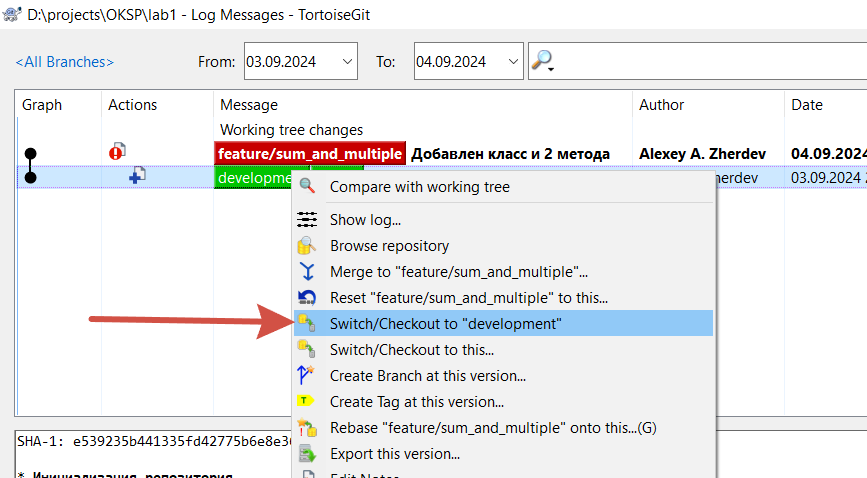 D:\projects\OKSP\lab1 - Log Messages - TortoiseGit
<All Branches> From: 03.09.2024 To: 04.09.2024
Graph Actions Message Author Date
Working tree changes
feature/sum_and_multiple Добавлен класс и 2 метода Alexey A. Zherdev 04.09.2024
developme herdev 03.09.2024
Compare with working tree
Show log...
Browse repository
Merge to "feature/sum_and_multiple"...
Reset "feature/sum_and_multiple" to this...
Switch/Checkout to "development"
Switch/Checkout to this...
Create Branch at this version...
T Create Tag at this version...
Rebase "feature/sum_and_multiple" onto this...(G)
Export this version...
SHA-1: e539235b441335fd42775b6e8e3
* Инициализация репозитория
Edit Notes